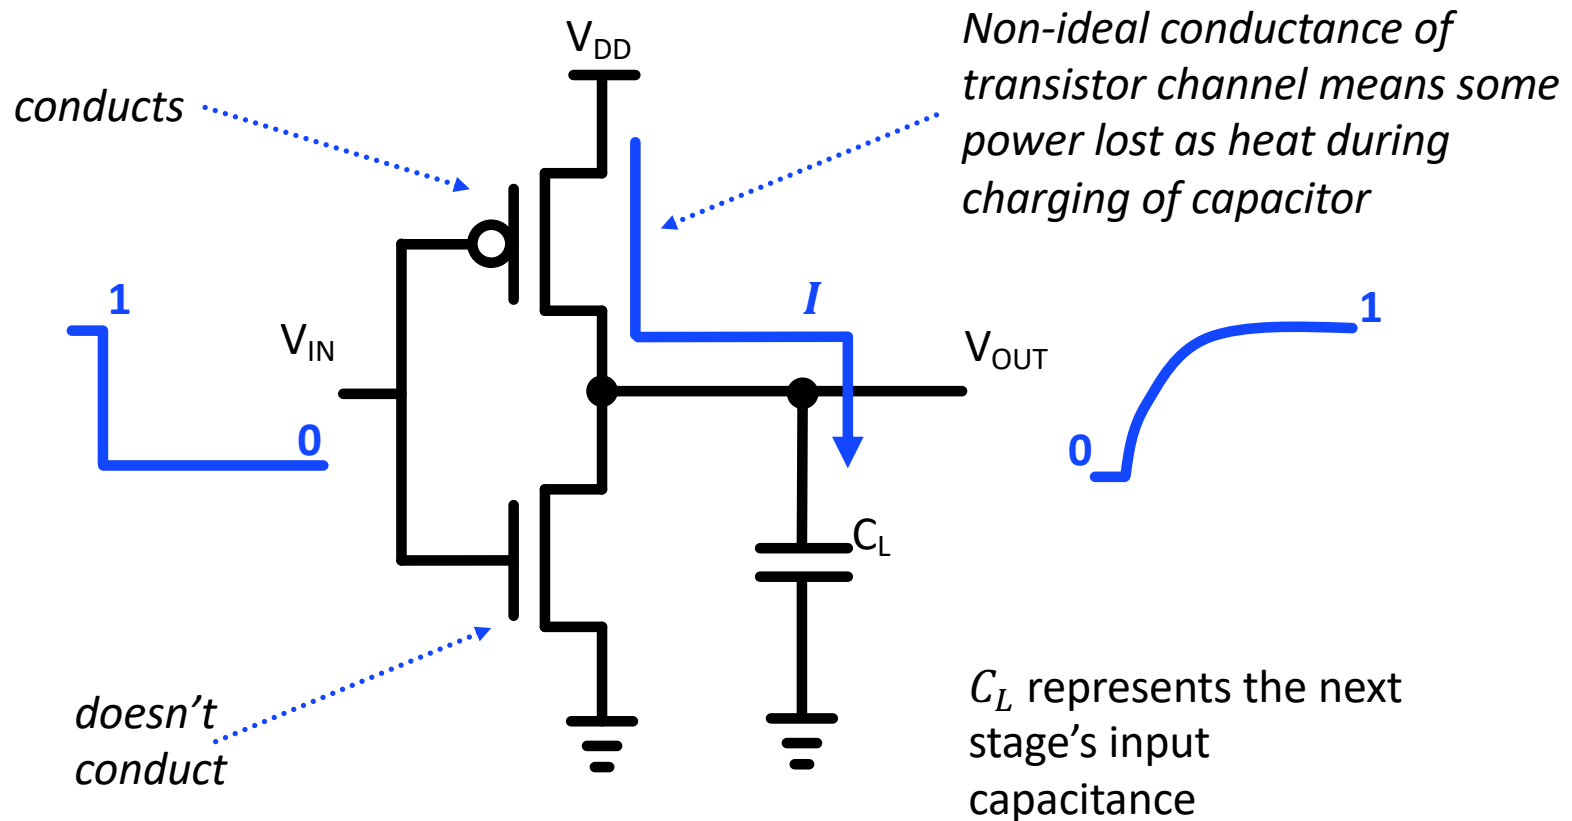 V_DD
Non-ideal conductance of
transistor channel means some
power lost as heat during
charging of capacitor
conducts
1
0
V_IN
I
V_OUT
0
1
C_L
doesn't
conduct
C_L represents the next
stage's input
capacitance